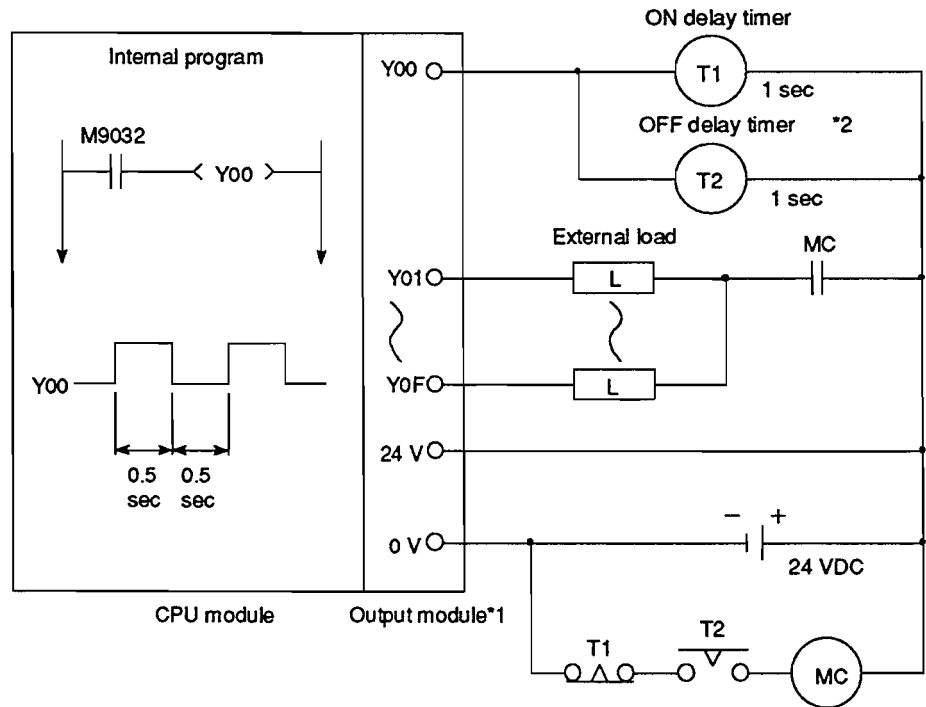 ON delay timer
Internal program
Y00
T1
1 sec
M9032
OFF delay timer *2
Y00
T2
1 sec
External load
MC
Y01
L
Y00
Y0F
L
24 V
0.5 sec
0.5 sec
- +
0 V
24 VDC
CPU module
Output module*1
T1
T2
MC